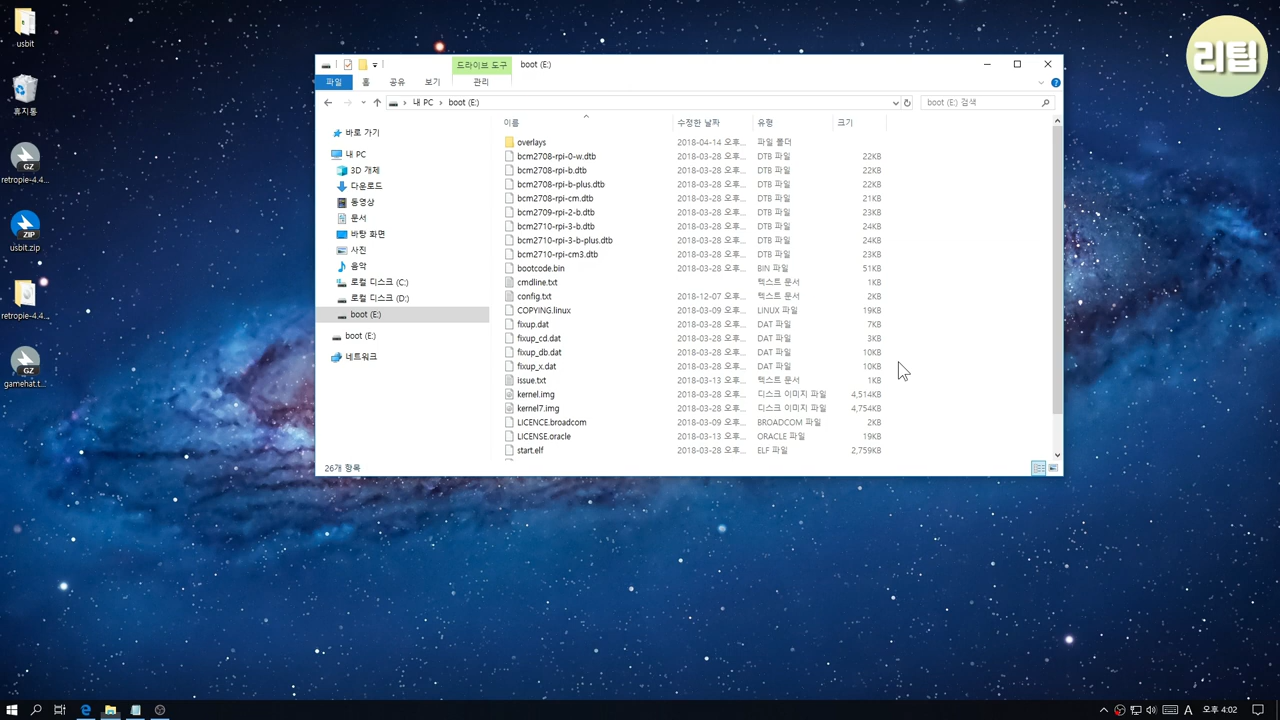 usbit
휴지통
retropie-4.4...
usbit.zip
retropie-4.4...
gamehat.t...
리팁
드라이브 도구
boot (E:)
파일
홈
공유
보기
관리
내 PC
boot (E:)
boot (E:) 검색
바로 가기
내 PC
3D 개체
다운로드
동영상
문서
바탕 화면
사진
음악
로컬 디스크 (C:)
로컬 디스크 (D:)
boot (E:)
boot (E:)
네트워크
이름 수정한 날짜 유형 크기
overlays 2018-04-14 오후... 파일 폴더
bcm2708-rpi-0-w.dtb 2018-03-28 오후... DTB 파일 22KB
bcm2708-rpi-b.dtb 2018-03-28 오후... DTB 파일 22KB
bcm2708-rpi-b-plus.dtb 2018-03-28 오후... DTB 파일 22KB
bcm2708-rpi-cm.dtb 2018-03-28 오후... DTB 파일 21KB
bcm2709-rpi-2-b.dtb 2018-03-28 오후... DTB 파일 23KB
bcm2710-rpi-3-b.dtb 2018-03-28 오후... DTB 파일 24KB
bcm2710-rpi-3-b-plus.dtb 2018-03-28 오후... DTB 파일 24KB
bcm2710-rpi-cm3.dtb 2018-03-28 오후... DTB 파일 23KB
bootcode.bin 2018-03-28 오후... BIN 파일 51KB
cmdline.txt 텍스트 문서 1KB
config.txt 2018-12-07 오후... 텍스트 문서 2KB
COPYING.linux 2018-03-09 오후... LINUX 파일 19KB
fixup.dat 2018-03-28 오후... DAT 파일 7KB
fixup_cd.dat 2018-03-28 오후... DAT 파일 3KB
fixup_db.dat 2018-03-28 오후... DAT 파일 10KB
fixup_x.dat 2018-03-28 오후... DAT 파일 10KB
issue.txt 2018-03-13 오후... 텍스트 문서 1KB
kernel.img 2018-03-28 오후... 디스크 이미지 파일 4,514KB
kernel7.img 2018-03-28 오후... 디스크 이미지 파일 4,754KB
LICENCE.broadcom 2018-03-09 오후... BROADCOM 파일 2KB
LICENSE.oracle 2018-03-13 오후... ORACLE 파일 19KB
start.elf 2018-03-28 오후... ELF 파일 2,759KB
26개 항목
GZ
ZIP
GZ
A
오후 4:02